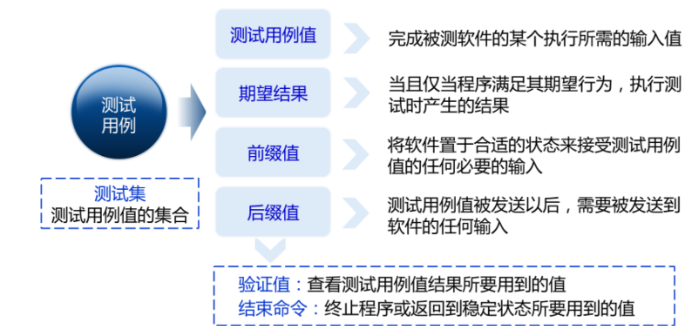 测试用例值
完成被测软件的某个执行所需的输入值
期望结果
当且仅当程序满足其期望行为，执行测
试时产生的结果
测试
用例
前缀值
将软件置于合适的状态来接受测试用例
值的任何必要的输入
测试集
测试用例值的集合
后缀值
测试用例值被发送以后，需要被发送到
软件的任何输入
验证值：查看测试用例值结果所要用到的值
结束命令：终止程序或返回到稳定状态所要用到的值